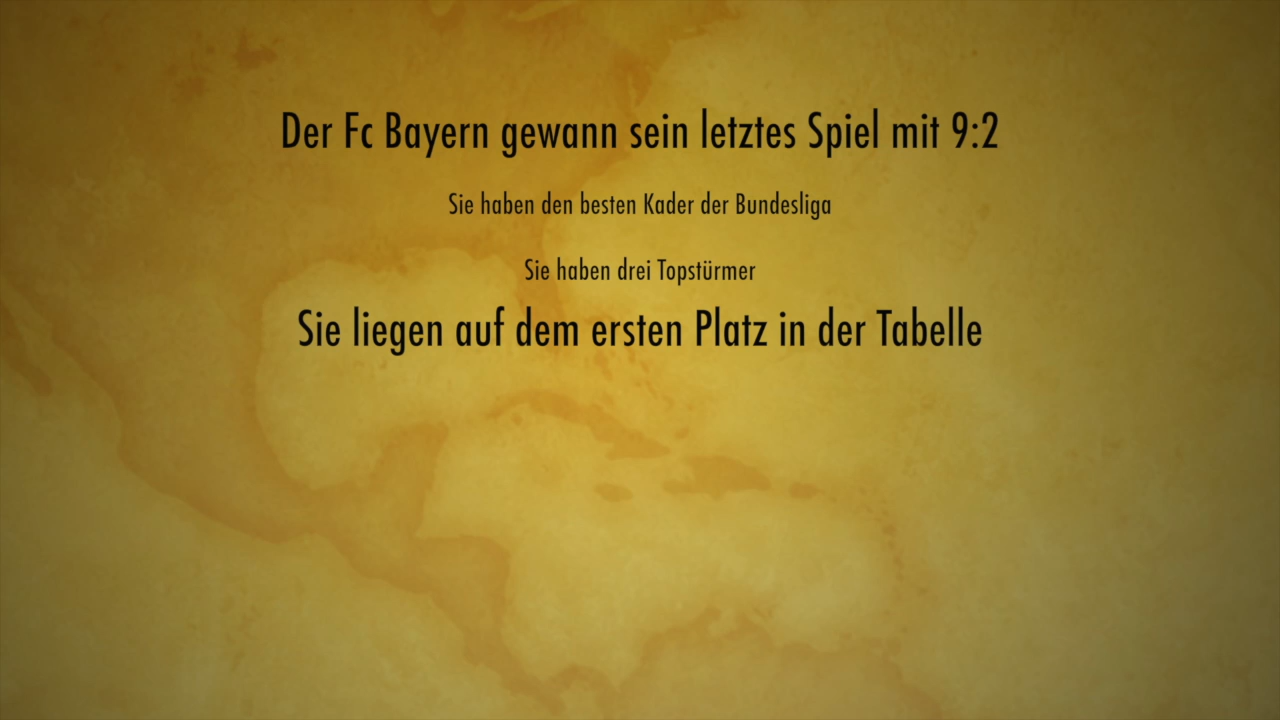 Der Fc Bayern gewann sein letztes Spiel mit 9:2
Sie haben den besten Kader der Bundesliga
Sie haben drei Topstürmer
Sie liegen auf dem ersten Platz in der Tabelle